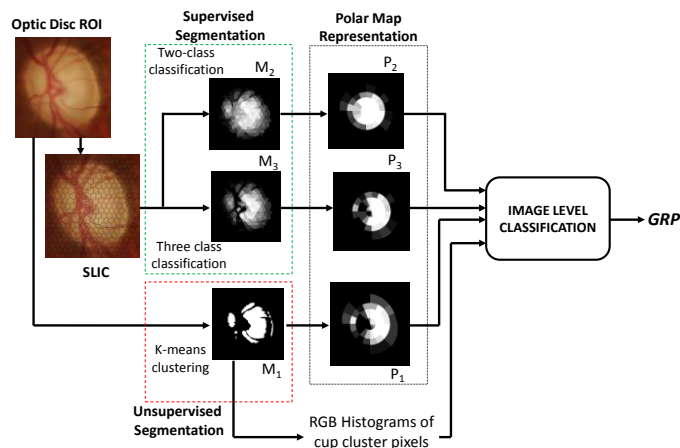 Optic Disc ROI
Supervised
Segmentation
Polar Map
Representation
Two-class
classification
M2
P2
M3
P3
SLIC
Three class
classification
IMAGE LEVEL
CLASSIFICATION
GRP
K-means
clustering
M1
P1
Unsupervised
Segmentation
RGB Histograms of
cup cluster pixels